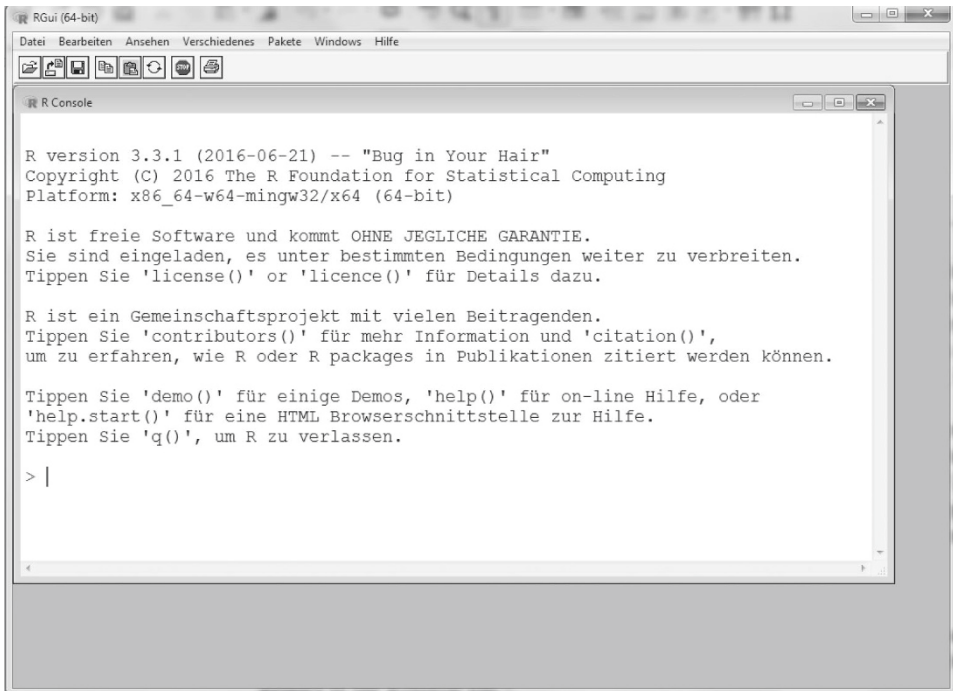 RGui (64-bit)
Datei Bearbeiten Ansehen Verschiedenes Pakete Windows Hilfe
STOP
R Console
R version 3.3.1 (2016-06-21) -- "Bug in Your Hair"
Copyright (C) 2016 The R Foundation for Statistical Computing
Platform: x86_64-w64-mingw32/x64 (64-bit)
R ist freie Software und kommt OHNE JEGLICHE GARANTIE.
Sie sind eingeladen, es unter bestimmten Bedingungen weiter zu verbreiten.
Tippen Sie 'license()' or 'licence()' für Details dazu.
R ist ein Gemeinschaftsprojekt mit vielen Beitragenden.
Tippen Sie 'contributors()' für mehr Information und 'citation()',
um zu erfahren, wie R oder R packages in Publikationen zitiert werden können.
Tippen Sie 'demo()' für einige Demos, 'help()' für on-line Hilfe, oder
'help.start()' für eine HTML Browserschnittstelle zur Hilfe.
Tippen Sie 'q()', um R zu verlassen.
>